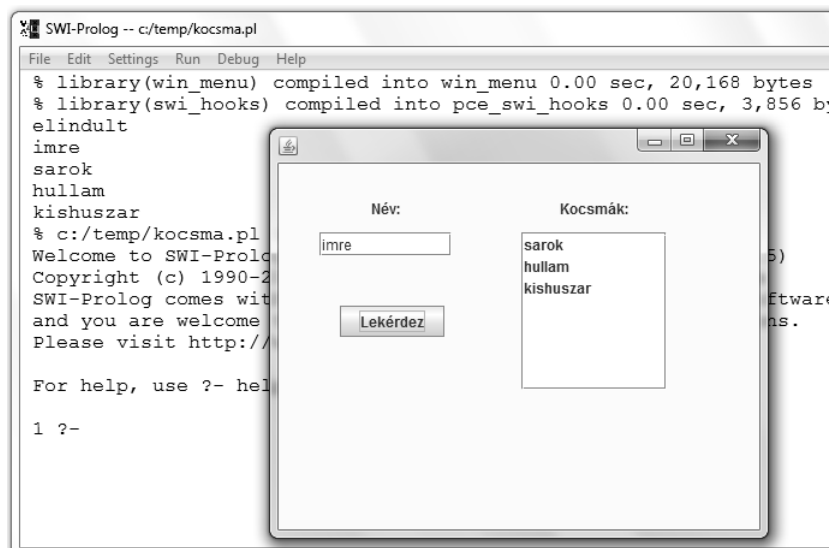 SWI-Prolog -- c:/temp/kocsma.pl
File Edit Settings Run Debug Help
% library(win_menu) compiled into win_menu 0.00 sec, 20,168 bytes
% library(swi_hooks) compiled into pce_swi_hooks 0.00 sec, 3,856 by
elindult
imre
sarok
hullam
kishuszar
% c:/temp/kocsma.pl
Welcome to SWI-Prolo 5)
Copyright (c) 1990-2
SWI-Prolog comes wit ftware
and you are welcome ns.
Please visit http:/
For help, use ?- hel
1 ?-
Név:
imre
Lekérdez
Kocsmák:
sarok
hullam
kishuszar